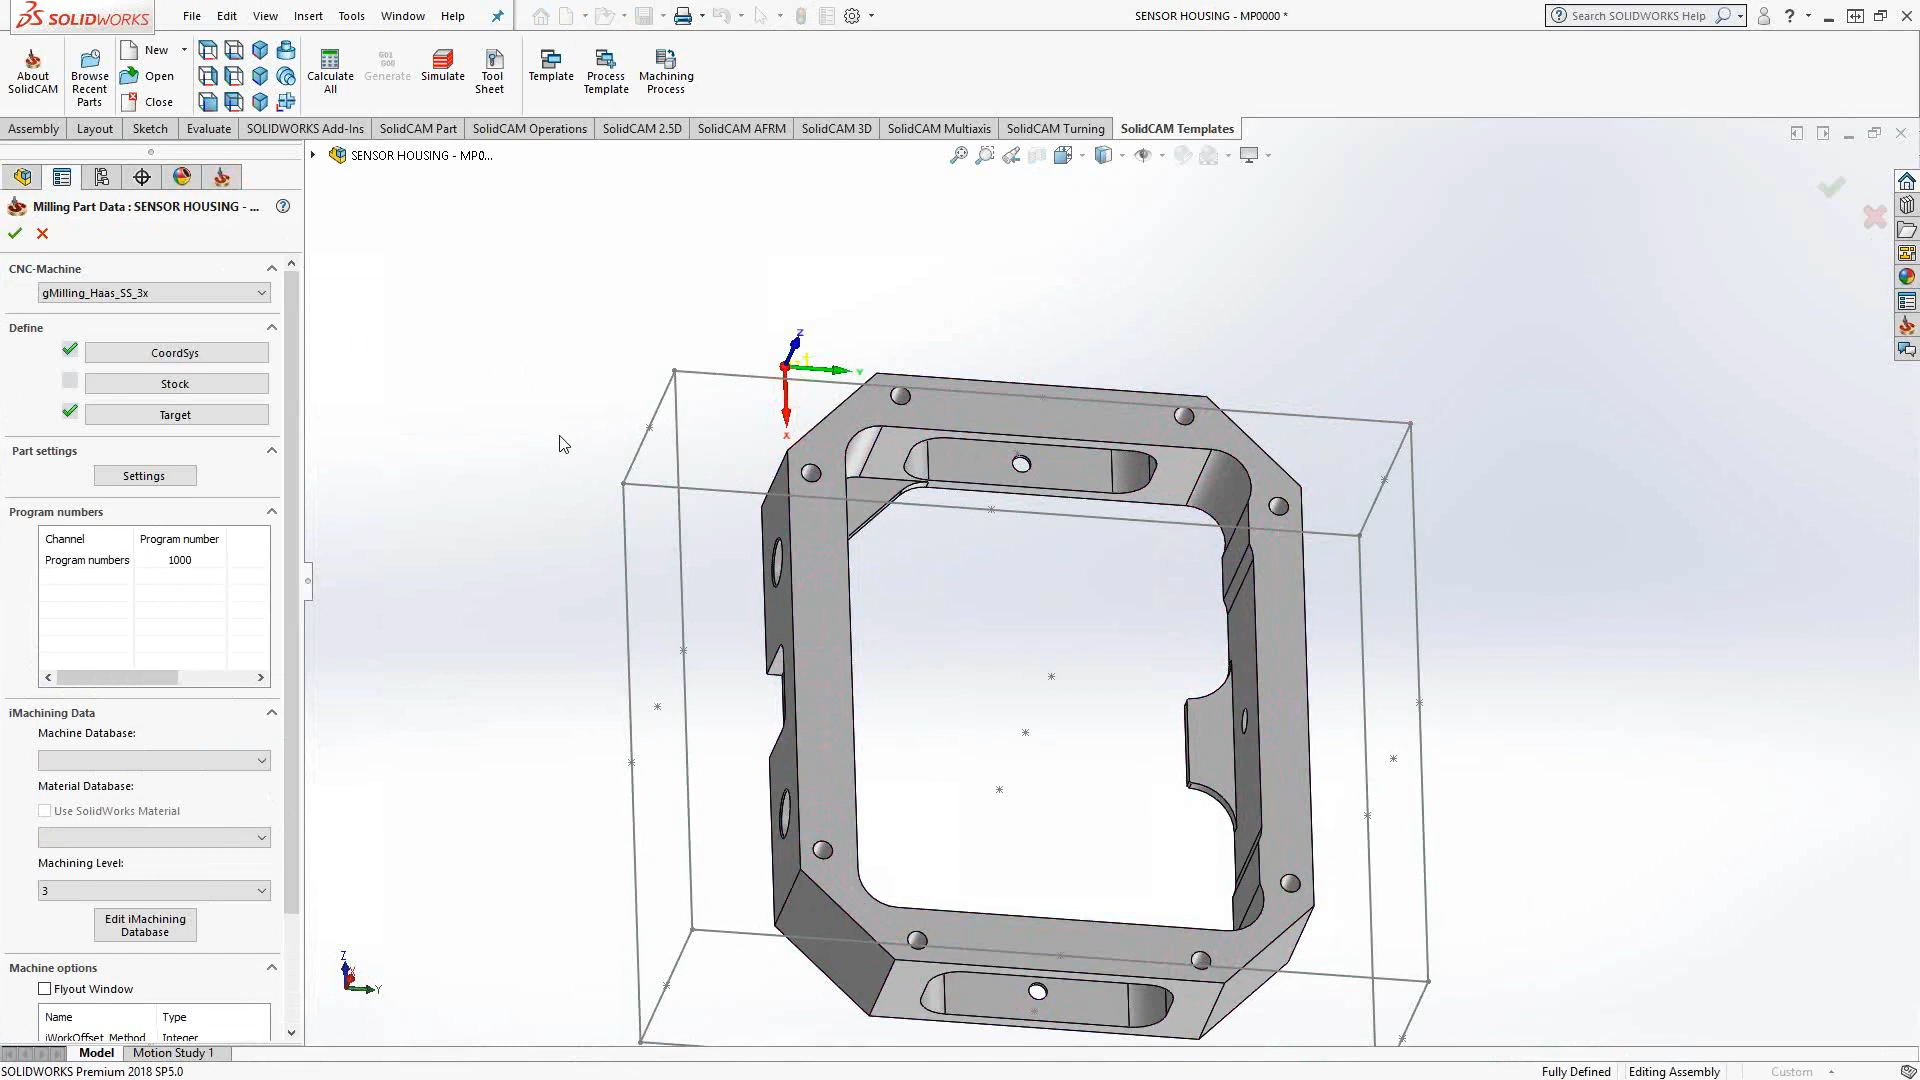 SOLIDWORKS
File Edit View Insert Tools Window Help
SENSOR HOUSING - MP0000 *
Search SOLIDWORKS Help
?
About SolidCAM
Browse Recent Parts
New
Open
Close
Calculate All
G01 G00
Generate
Simulate
Tool Sheet
Template
Process Template
Machining Process
Assembly Layout Sketch Evaluate SOLIDWORKS Add-Ins SolidCAM Part SolidCAM Operations SolidCAM 2.5D SolidCAM AFRM SolidCAM 3D SolidCAM Multiaxis SolidCAM Turning SolidCAM Templates
SENSOR HOUSING - MP0...
Milling Part Data : SENSOR HOUSING - ...
?
CNC-Machine
gMilling_Haas_SS_3x
Define
CoordSys
Stock
Target
Part settings
Settings
Program numbers
Channel Program number
Program numbers 1000
iMachining Data
Machine Database:
Material Database:
Use SolidWorks Material
Machining Level:
3
Edit iMachining
Database
Machine options
Flyout Window
Name Type
iWorkOffset_Method Integer
Z
Y
X
Z
Y
Model Motion Study 1
SOLIDWORKS Premium 2018 SP5.0
Fully Defined Editing Assembly Custom